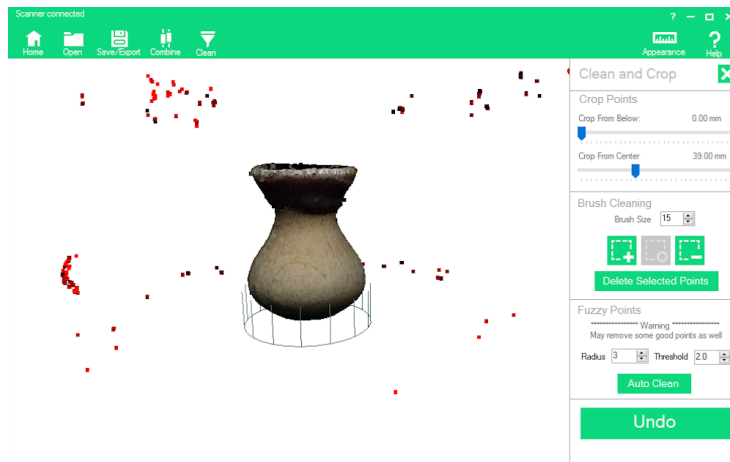 Scanner connected
Home Open Save/Export Combine Clean Appearance Help
Clean and Crop
Crop Points
Crop From Below: 0.00 mm
Crop From Center 39.00 mm
Brush Cleaning
Brush Size 15
Delete Selected Points
Fuzzy Points
**************** Warning ****************
May remove some good points as well
Radius 3 Threshold 2.0
Auto Clean
Undo